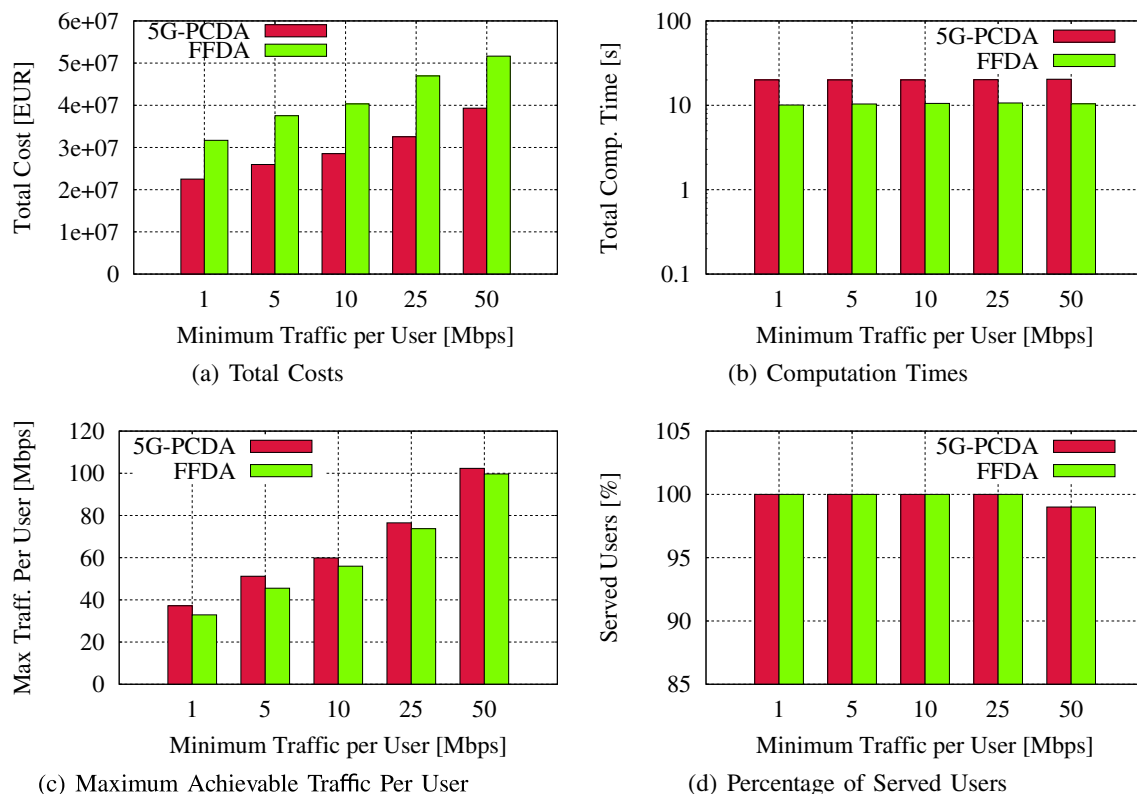 6e+07
5e+07
4e+07
3e+07
2e+07
1e+07
0
Total Cost [EUR]
5G-PCDA
FFDA
1 5 10 25 50
Minimum Traffic per User [Mbps]
(a) Total Costs
100
10
1
0.1
Total Comp. Time [s]
5G-PCDA
FFDA
1 5 10 25 50
Minimum Traffic per User [Mbps]
(b) Computation Times
120
100
80
60
40
20
0
Max Traff. Per User [Mbps]
5G-PCDA
FFDA
1 5 10 25 50
Minimum Traffic per User [Mbps]
(c) Maximum Achievable Traffic Per User
105
100
95
90
85
Served Users [%]
5G-PCDA
FFDA
1 5 10 25 50
Minimum Traffic per User [Mbps]
(d) Percentage of Served Users